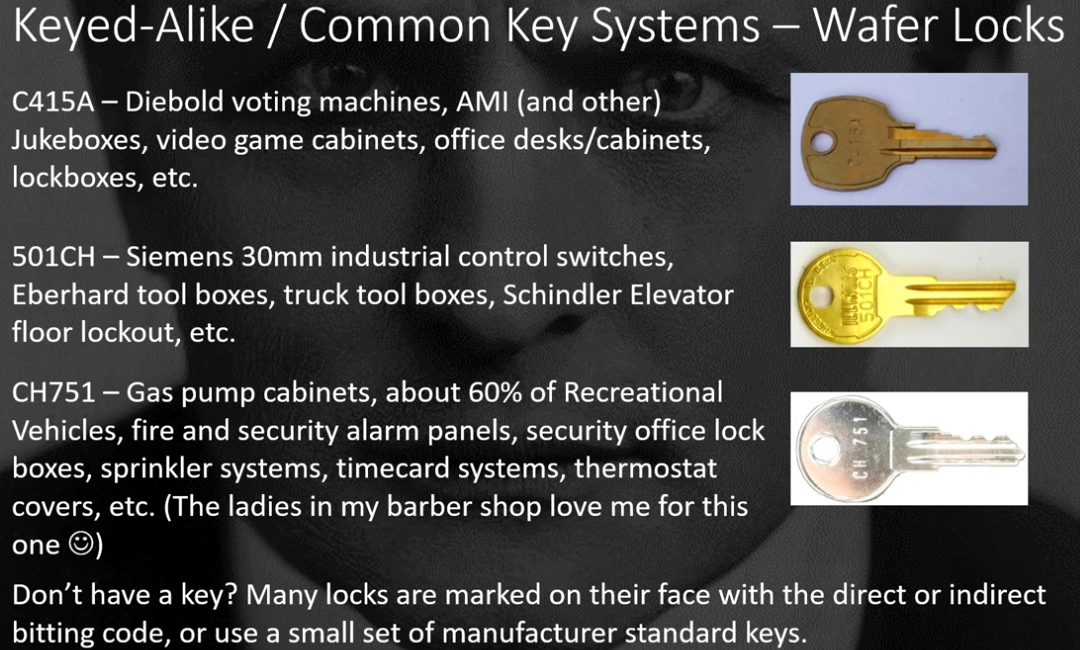 Keyed-Alike / Common Key Systems – Wafer Locks
C415A – Diebold voting machines, AMI (and other)
Jukeboxes, video game cabinets, office desks/cabinets,
lockboxes, etc.
501CH – Siemens 30mm industrial control switches,
Eberhard tool boxes, truck tool boxes, Schindler Elevator
floor lockout, etc.
501CH
CH751 – Gas pump cabinets, about 60% of Recreational
Vehicles, fire and security alarm panels, security office lock
boxes, sprinkler systems, timecard systems, thermostat
covers, etc. (The ladies in my barber shop love me for this
one ☺)
CH 751
Don’t have a key? Many locks are marked on their face with the direct or indirect
bitting code, or use a small set of manufacturer standard keys.